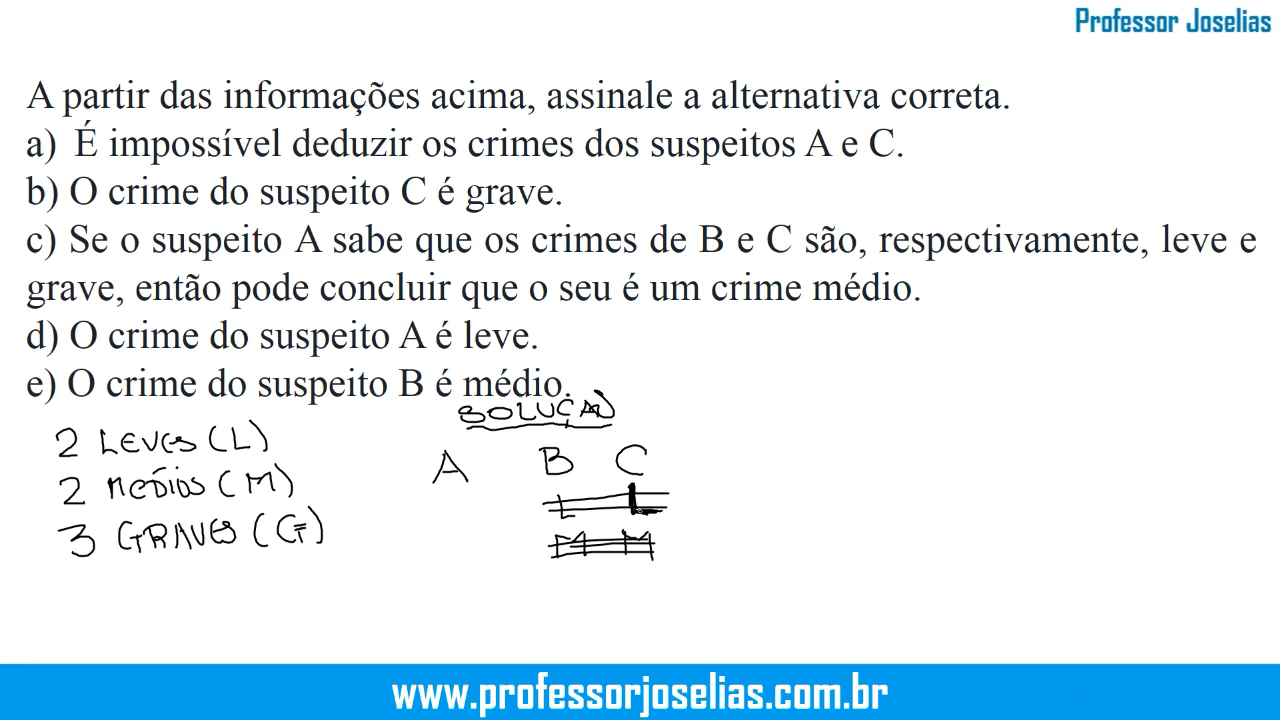 Professor Joselias
A partir das informações acima, assinale a alternativa correta.
a) É impossível deduzir os crimes dos suspeitos A e C.
b) O crime do suspeito C é grave.
c) Se o suspeito A sabe que os crimes de B e C são, respectivamente, leve e
grave, então pode concluir que o seu é um crime médio.
d) O crime do suspeito A é leve.
e) O crime do suspeito B é médio.
SOLUÇÃO
2 LEVES (L)
A B C
2 MÉDIOS (M)
L L
3 GRAVES (G)
M M
www.professorjoselias.com.br